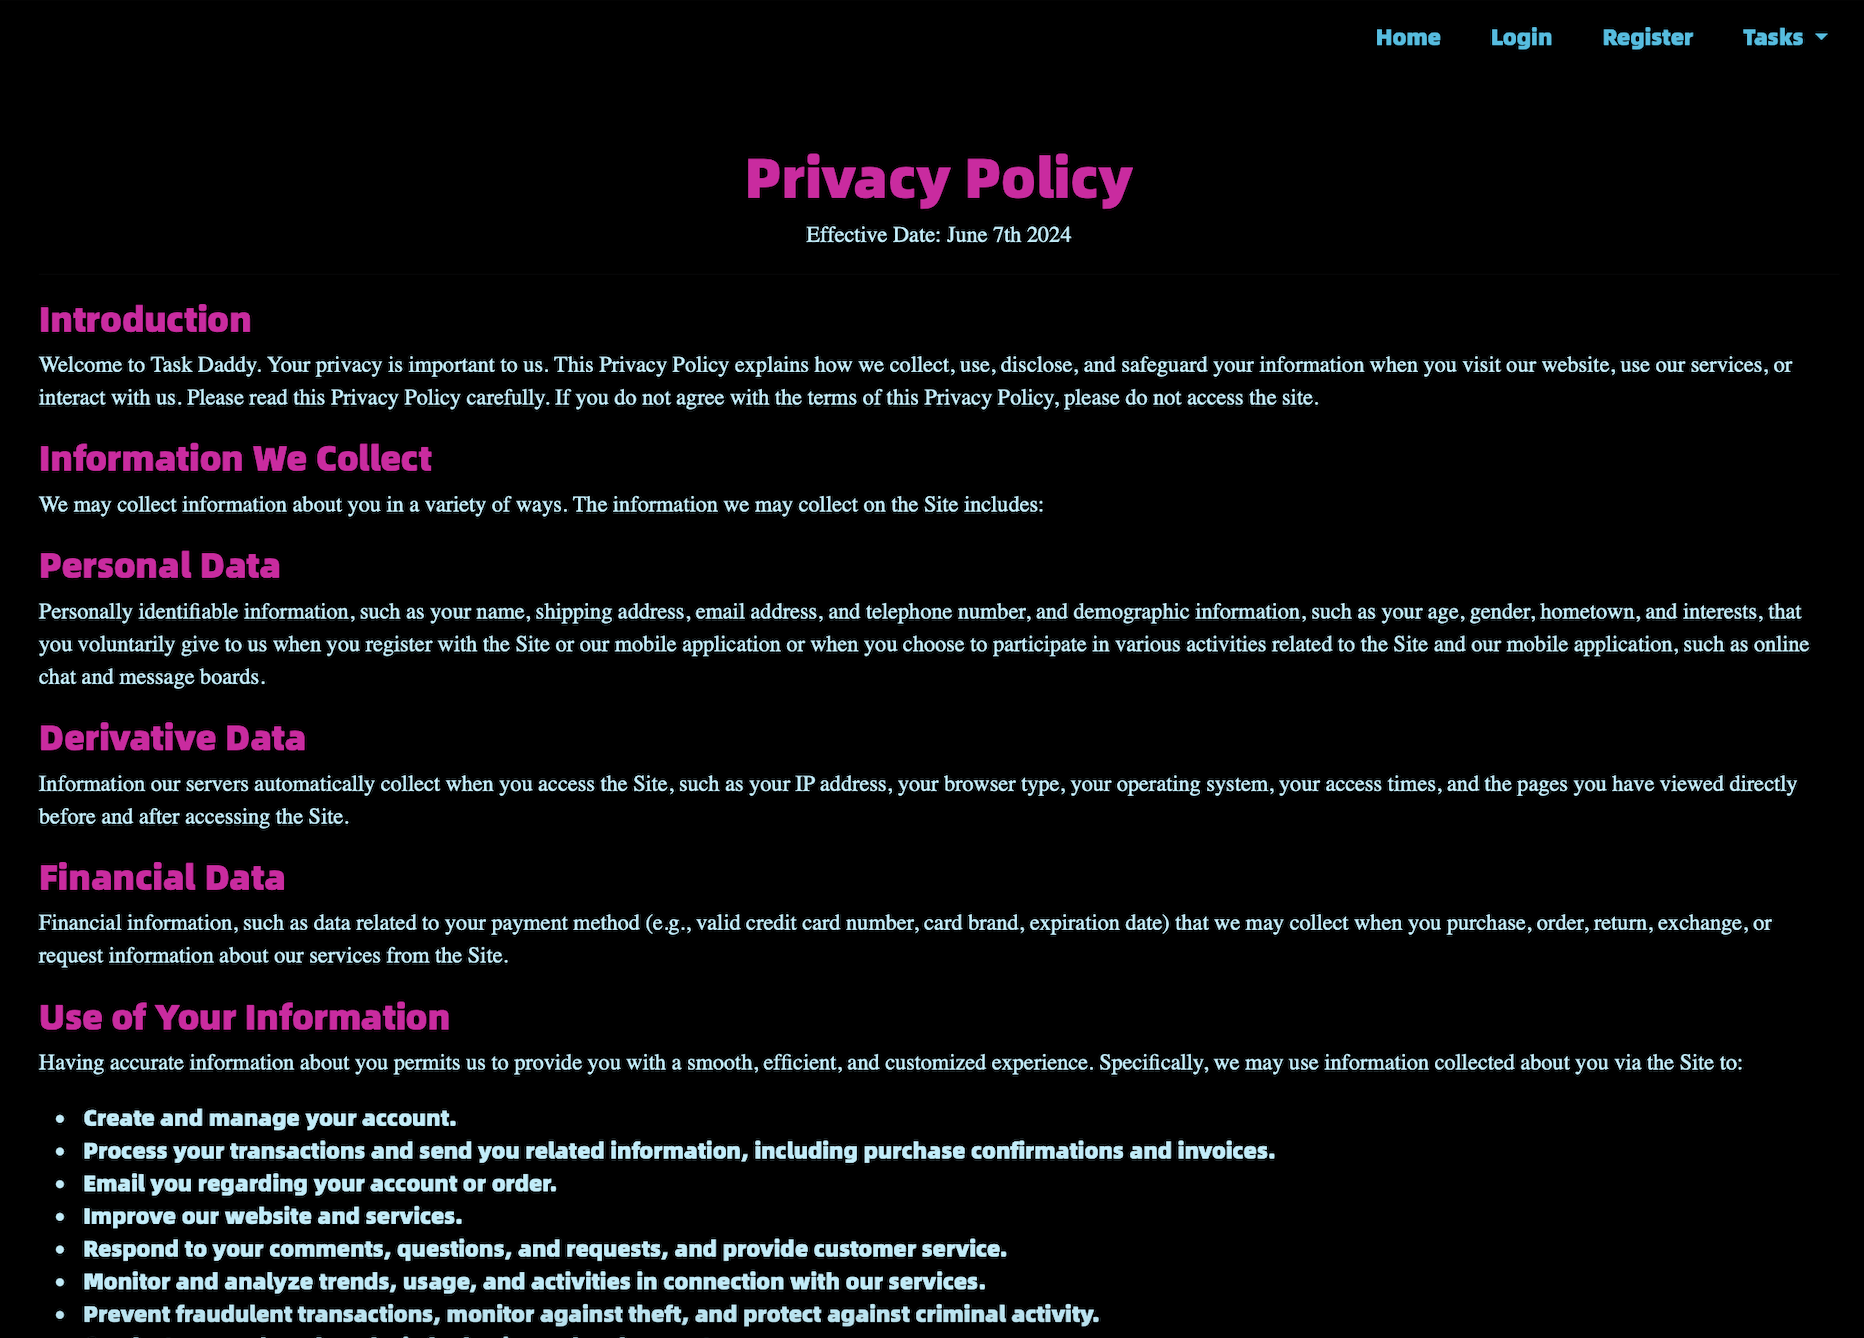 Home Login Register Tasks
Privacy Policy
Effective Date: June 7th 2024
Introduction
Welcome to Task Daddy. Your privacy is important to us. This Privacy Policy explains how we collect, use, disclose, and safeguard your information when you visit our website, use our services, or
interact with us. Please read this Privacy Policy carefully. If you do not agree with the terms of this Privacy Policy, please do not access the site.
Information We Collect
We may collect information about you in a variety of ways. The information we may collect on the Site includes:
Personal Data
Personally identifiable information, such as your name, shipping address, email address, and telephone number, and demographic information, such as your age, gender, hometown, and interests, that
you voluntarily give to us when you register with the Site or our mobile application or when you choose to participate in various activities related to the Site and our mobile application, such as online
chat and message boards.
Derivative Data
Information our servers automatically collect when you access the Site, such as your IP address, your browser type, your operating system, your access times, and the pages you have viewed directly
before and after accessing the Site.
Financial Data
Financial information, such as data related to your payment method (e.g., valid credit card number, card brand, expiration date) that we may collect when you purchase, order, return, exchange, or
request information about our services from the Site.
Use of Your Information
Having accurate information about you permits us to provide you with a smooth, efficient, and customized experience. Specifically, we may use information collected about you via the Site to:
• Create and manage your account.
• Process your transactions and send you related information, including purchase confirmations and invoices.
• Email you regarding your account or order.
• Improve our website and services.
• Respond to your comments, questions, and requests, and provide customer service.
• Monitor and analyze trends, usage, and activities in connection with our services.
• Prevent fraudulent transactions, monitor against theft, and protect against criminal activity.